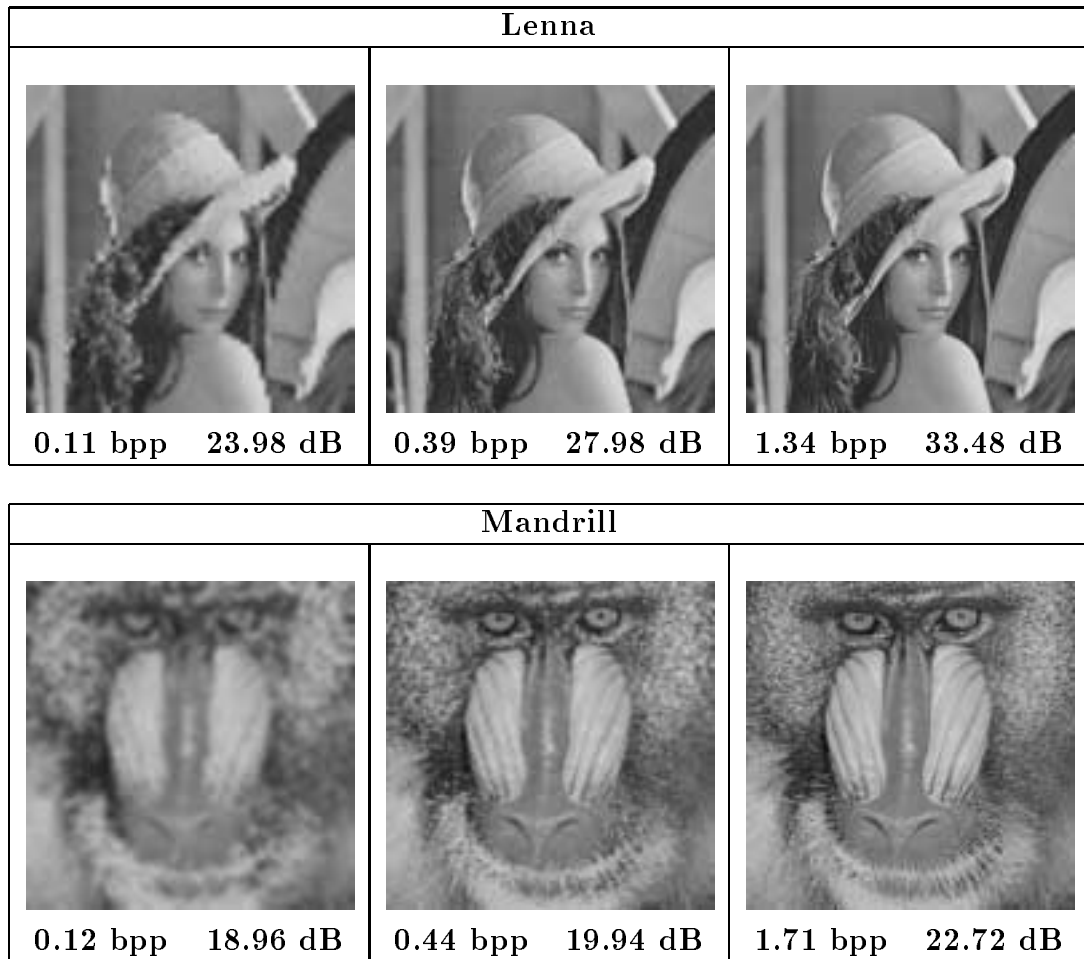 Lenna
0.11 bpp 23.98 dB 0.39 bpp 27.98 dB 1.34 bpp 33.48 dB
Mandrill
0.12 bpp 18.96 dB 0.44 bpp 19.94 dB 1.71 bpp 22.72 dB